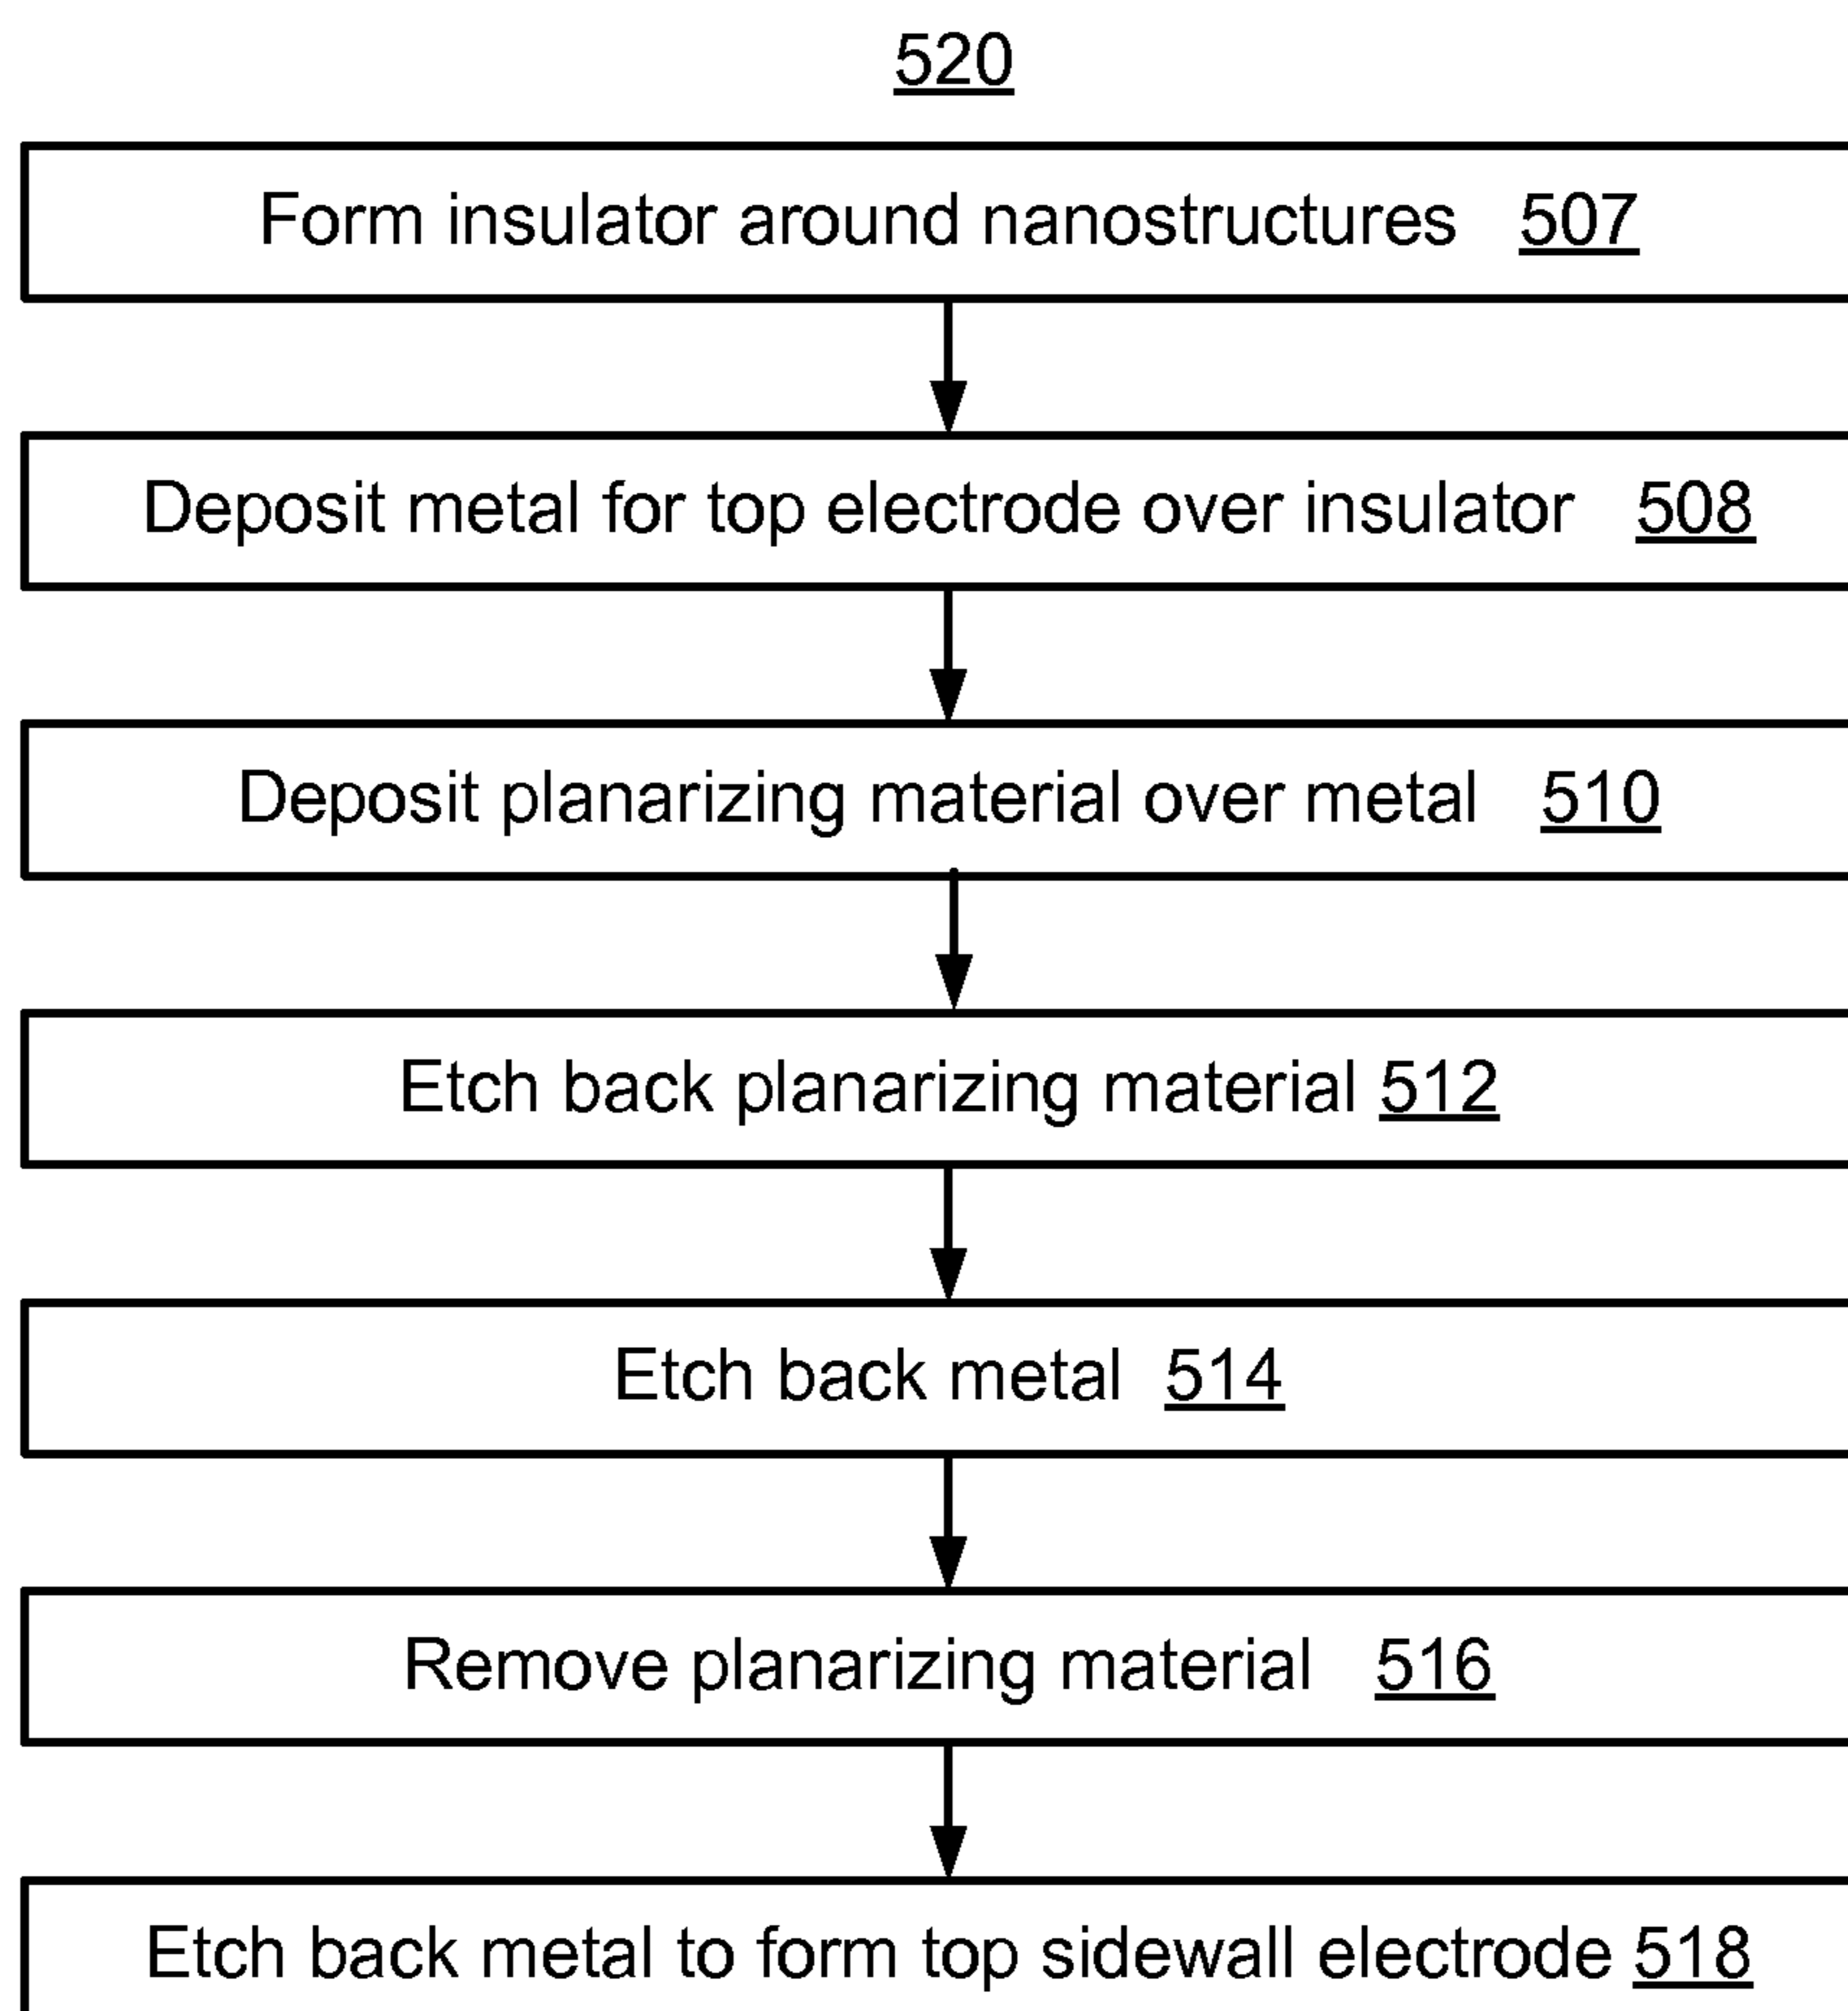 520
Form insulator around nanostructures 507
Deposit metal for top electrode over insulator 508
Deposit planarizing material over metal 510
Etch back planarizing material 512
Etch back metal 514
Remove planarizing material 516
Etch back metal to form top sidewall electrode 518